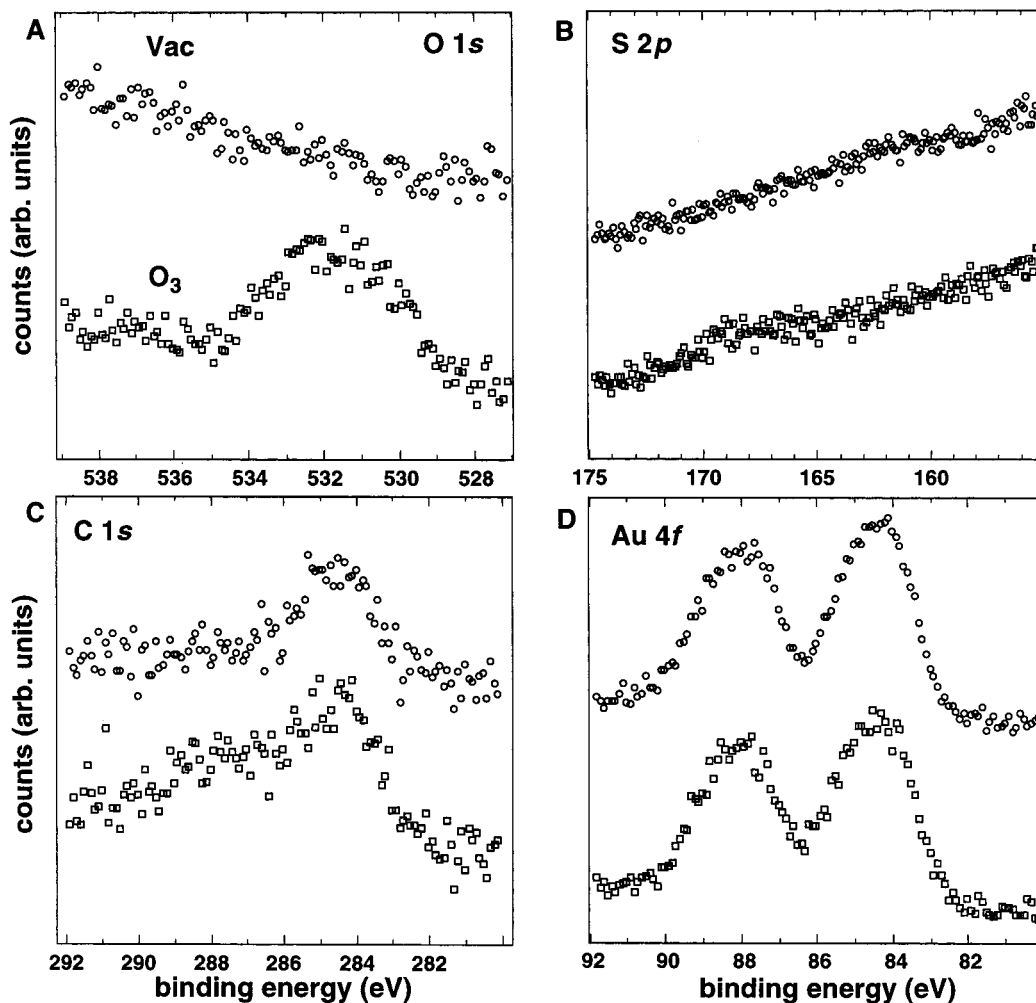 A
Vac
O 1s
O3
counts (arb. units)
538 536 534 532 530 528
B
S 2p
175 170 165 160
C
C 1s
counts (arb. units)
292 290 288 286 284 282
binding energy (eV)
D
Au 4f
92 90 88 86 84 82
binding energy (eV)